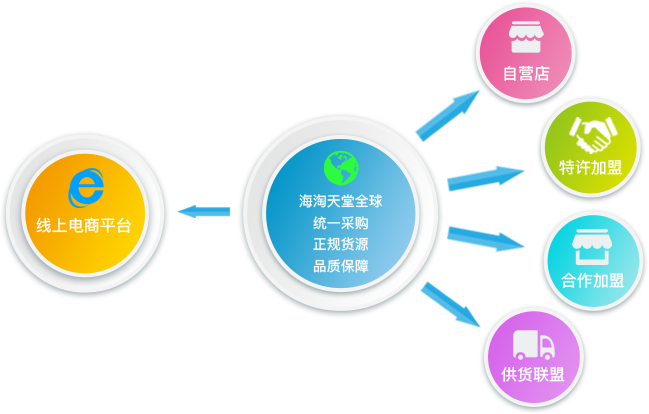 自营店
特许加盟
线上电商平台
海淘天堂全球
统一采购
正规货源
品质保障
合作加盟
供货联盟